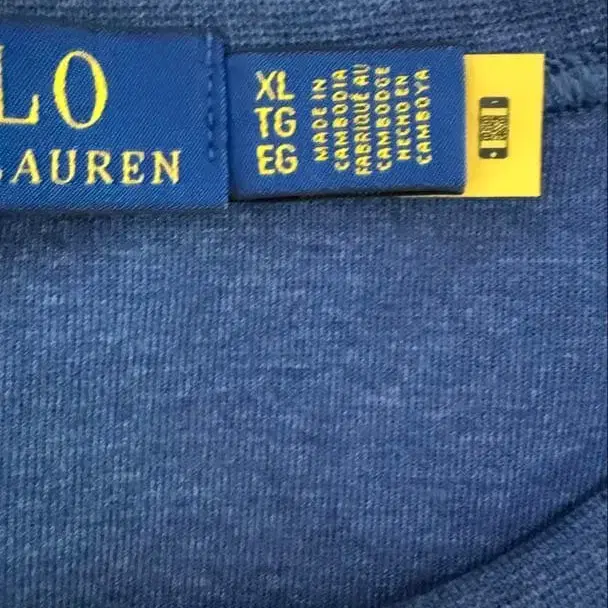 LO
LAUREN
XL
TG
EG
MADE IN
CAMBODIA
FABRIQUÉ AU
CAMBODGE
HECHO EN
CAMBOYA